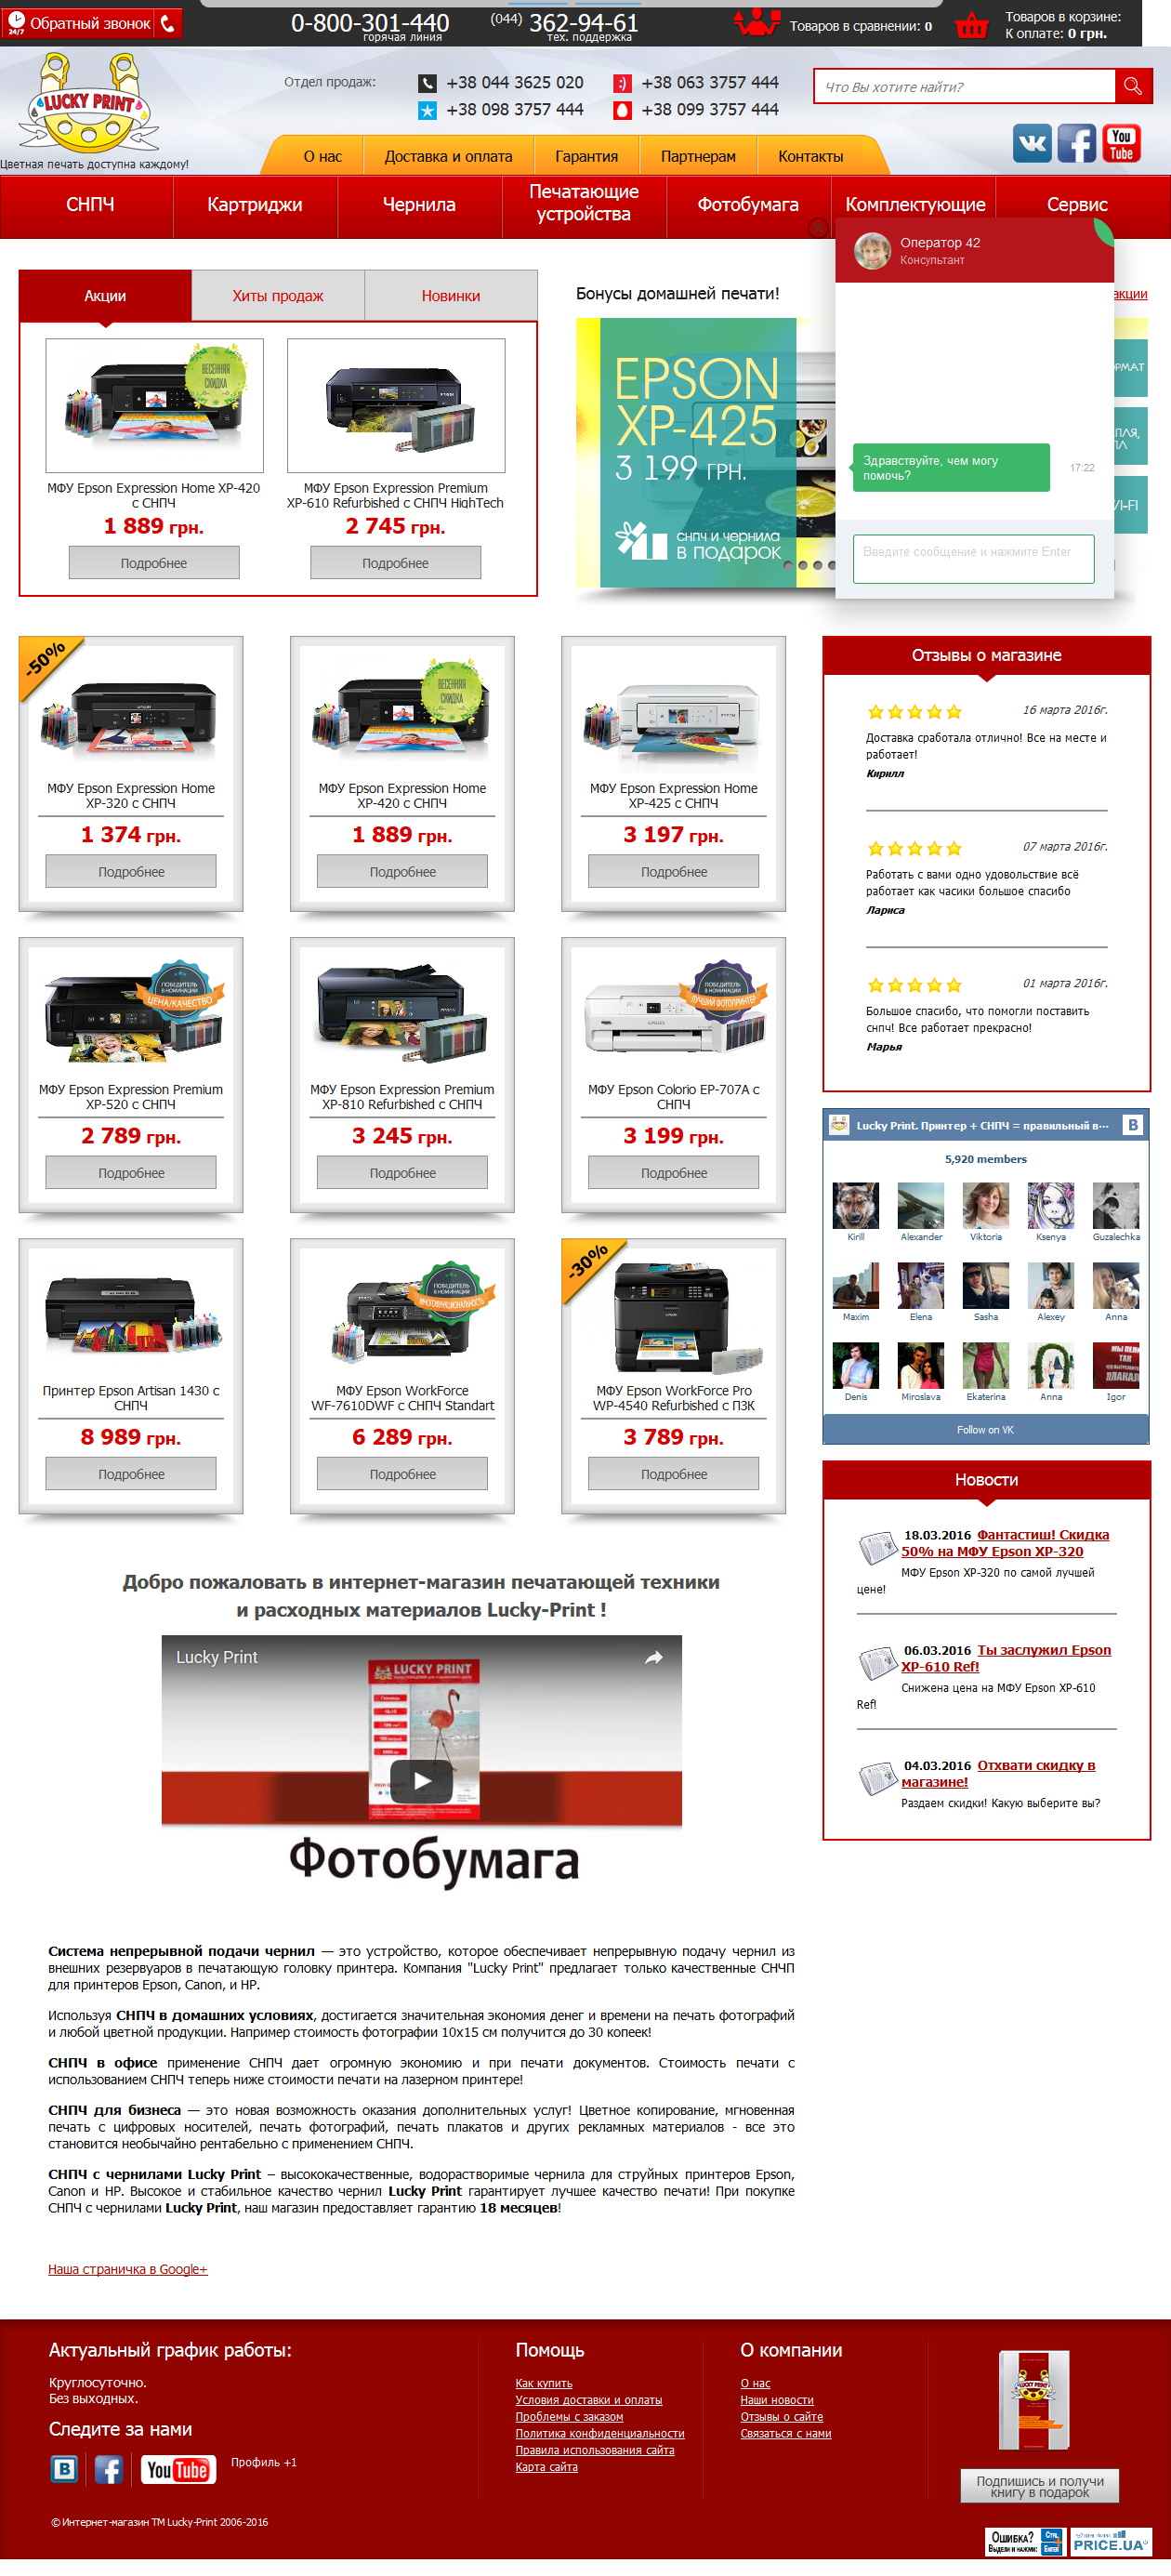 Обратный звонок
24/7
0-800-301-440
горячая линия
(044) 362-94-61
тех. поддержка
Товаров в сравнении: 0
Товаров в корзине:
К оплате: 0 грн.
LUCKY PRINT
Цветная печать доступна каждому!
Отдел продаж:
+38 044 3625 020
+38 063 3757 444
+38 098 3757 444
+38 099 3757 444
Что Вы хотите найти?
You
Tube
О нас
Доставка и оплата
Гарантия
Партнерам
Контакты
СНПЧ
Картриджи
Чернила
Печатающие
устройства
Фотобумага
Комплектующие
Сервис
Оператор 42
Консультант
Здравствуйте, чем могу
помочь?
17:22
Введите сообщение и нажмите Enter
Акции
Хиты продаж
Новинки
ВЕСЕННЯЯ
СКИДКА
МФУ Epson Expression Home XP-420
с СНПЧ
1 889 грн.
Подробнее
МФУ Epson Expression Premium
XP-610 Refurbished с СНПЧ HighTech
2 745 грн.
Подробнее
Бонусы домашней печати!
акции
EPSON
XP-425
3 199 ГРН.
СНПЧ И ЧЕРНИЛА
В ПОДАРОК
-50%
МФУ Epson Expression Home
XP-320 с СНПЧ
1 374 грн.
Подробнее
ВЕСЕННЯЯ
СКИДКА
МФУ Epson Expression Home
XP-420 с СНПЧ
1 889 грн.
Подробнее
МФУ Epson Expression Home
XP-425 с СНПЧ
3 197 грн.
Подробнее
ПОБЕДИТЕЛЬ
В НОМИНАЦИИ
ЦЕНА/КАЧЕСТВО
МФУ Epson Expression Premium
XP-520 с СНПЧ
2 789 грн.
Подробнее
МФУ Epson Expression Premium
XP-810 Refurbished с СНПЧ
3 245 грн.
Подробнее
ПОБЕДИТЕЛЬ
В НОМИНАЦИИ
ЛУЧШИЙ ФОТОПРИНТЕР
МФУ Epson Colorio EP-707A с
СНПЧ
3 199 грн.
Подробнее
Принтер Epson Artisan 1430 с
СНПЧ
8 989 грн.
Подробнее
ПОБЕДИТЕЛЬ
В НОМИНАЦИИ
МНОГОФУНКЦИОНАЛЬНОСТЬ
МФУ Epson WorkForce
WF-7610DWF с СНПЧ Standart
6 289 грн.
Подробнее
-30%
МФУ Epson WorkForce Pro
WP-4540 Refurbished с ПЗК
3 789 грн.
Подробнее
Отзывы о магазине
16 марта 2016г.
Доставка сработала отлично! Все на месте и
работает!
Кирилл
07 марта 2016г.
Работать с вами одно удовольствие всё
работает как часики большое спасибо
Лариса
01 марта 2016г.
Большое спасибо, что помогли поставить
снпч! Все работает прекрасно!
Марья
Lucky Print. Принтер + СНПЧ = правильный в···
5,920 members
Kirill
Alexander
Viktoria
Ksenya
Guzalechka
Maxim
Elena
Sasha
Alexey
Anna
Denis
Miroslava
Ekaterina
Anna
Igor
Follow on VK
Новости
18.03.2016 Фантастиш! Скидка
50% на МФУ Epson XP-320
МФУ Epson XP-320 по самой лучшей
цене!
06.03.2016 Ты заслужил Epson
XP-610 Ref!
Снижена цена на МФУ Epson XP-610
Ref!
04.03.2016 Отхвати скидку в
магазине!
Раздаем скидки! Какую выберите вы?
Добро пожаловать в интернет-магазин печатающей техники
и расходных материалов Lucky-Print !
Lucky Print
LUCKY PRINT
Фотобумага
Система непрерывной подачи чернил — это устройство, которое обеспечивает непрерывную подачу чернил из
внешних резервуаров в печатающую головку принтера. Компания "Lucky Print" предлагает только качественные СНЧП
для принтеров Epson, Canon, и HP.
Используя СНПЧ в домашних условиях, достигается значительная экономия денег и времени на печать фотографий
и любой цветной продукции. Например стоимость фотографии 10х15 см получится до 30 копеек!
СНПЧ в офисе применение СНПЧ дает огромную экономию и при печати документов. Стоимость печати с
использованием СНПЧ теперь ниже стоимости печати на лазерном принтере!
СНПЧ для бизнеса — это новая возможность оказания дополнительных услуг! Цветное копирование, мгновенная
печать с цифровых носителей, печать фотографий, печать плакатов и других рекламных материалов - все это
становится необычайно рентабельно с применением СНПЧ.
СНПЧ с чернилами Lucky Print – высококачественные, водорастворимые чернила для струйных принтеров Epson,
Canon и HP. Высокое и стабильное качество чернил Lucky Print гарантирует лучшее качество печати! При покупке
СНПЧ с чернилами Lucky Print, наш магазин предоставляет гарантию 18 месяцев!
Наша страничка в Google+
Актуальный график работы:
Круглосуточно.
Без выходных.
Следите за нами
YouTube
Профиль +1
© Интернет-магазин ТМ Lucky-Print 2006-2016
Помощь
Как купить
Условия доставки и оплаты
Проблемы с заказом
Политика конфиденциальности
Правила использования сайта
Карта сайта
О компании
О нас
Наши новости
Отзывы о сайте
Связаться с нами
Подпишись и получи
книгу в подарок
Ошибка?
Выдели и нажми:
CTRL
ENTER
PRICE.UA